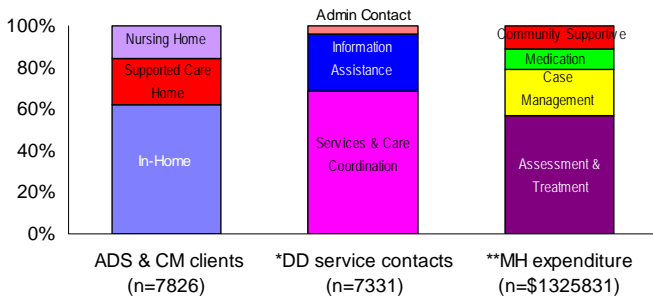 Admin Contact
100%
80%
60%
40%
20%
0%
Nursing Home
Supported Care
Home
In-Home
Information
Assistance
Services & Care
Coordination
Community Supportive
Medication
Case
Management
Assessment &
Treatment
ADS & CM clients
(n=7826)
*DD service contacts
(n=7331)
**MH expenditure
(n=$1325831)